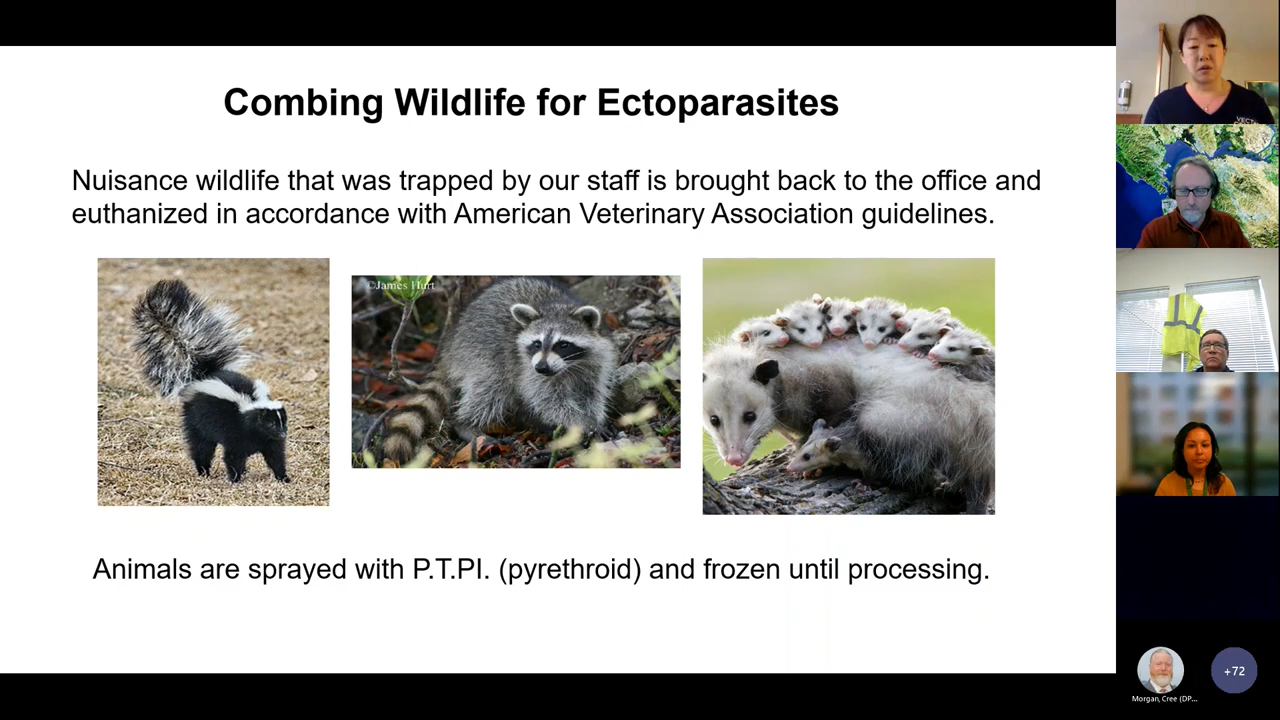 Combing Wildlife for Ectoparasites
Nuisance wildlife that was trapped by our staff is brought back to the office and
euthanized in accordance with American Veterinary Association guidelines.
©James Hurt
Animals are sprayed with P.T.PI. (pyrethroid) and frozen until processing.
VECT
+72
Morgan, Cree (DP...